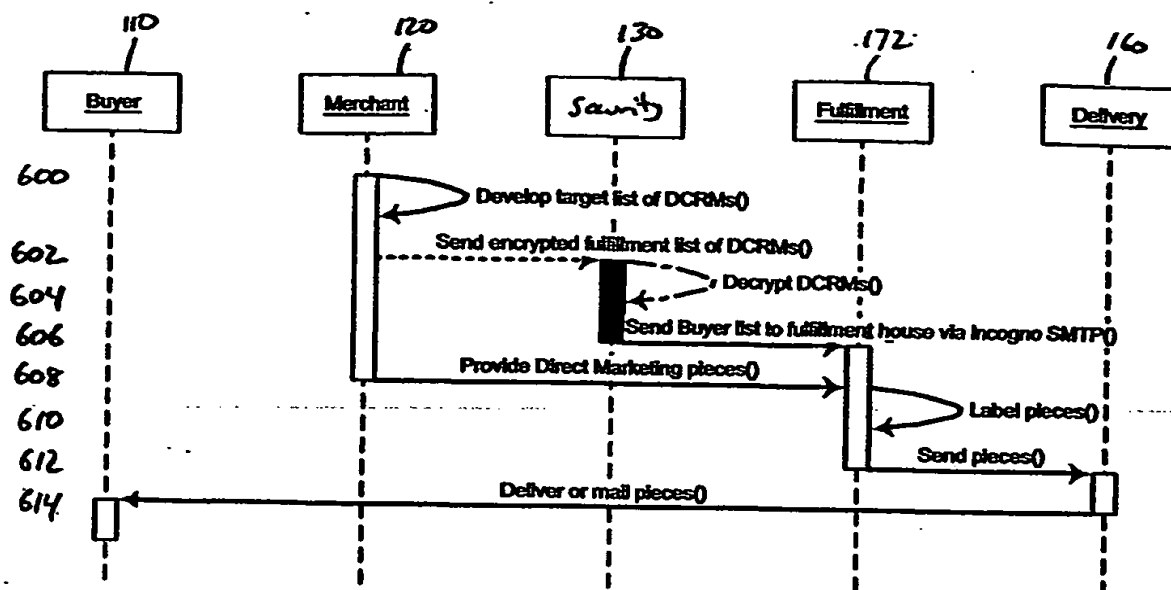 110
120
130
172
160
Buyer
Merchant
Security
Fulfillment
Delivery
600
Develop target list of DCRMs()
602
Send encrypted fulfillment list of DCRMs()
604
Decrypt DCRMs()
606
Send Buyer list to fulfillment house via Incogno SMTP()
608
Provide Direct Marketing pieces()
610
Label pieces()
612
Send pieces()
614
Deliver or mail pieces()